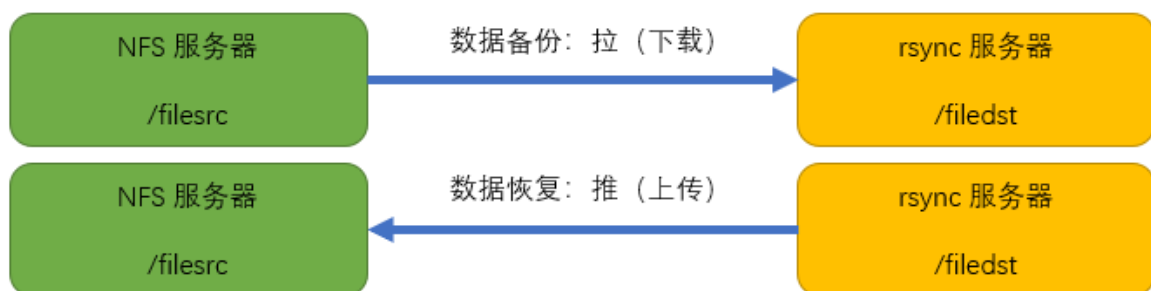 NFS 服务器
数据备份：拉（下载）
rsync 服务器
/filesrc
/filedst
NFS 服务器
数据恢复：推（上传）
rsync 服务器
/filesrc
/filedst